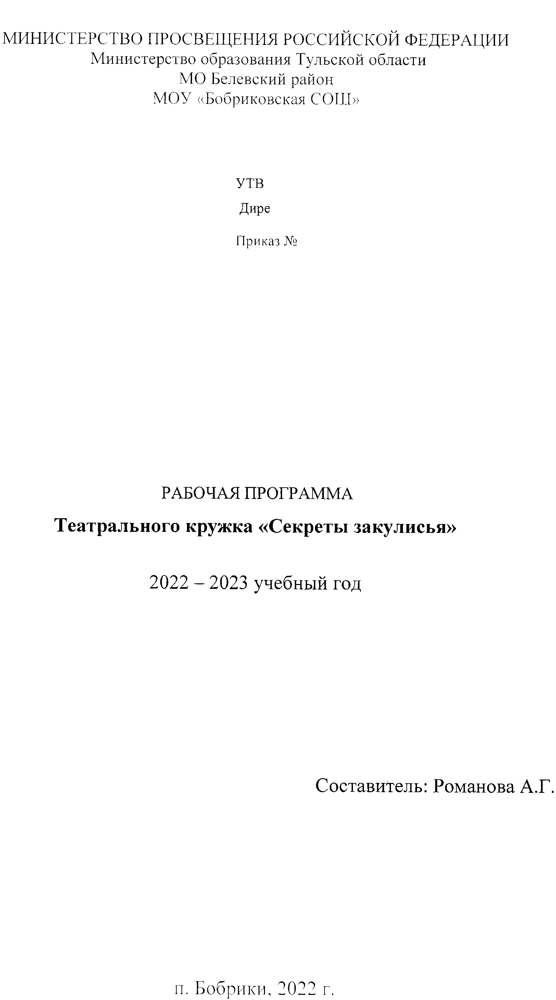 МИНИСТЕРСТВО ПРОСВЕЩЕНИЯ РОССИЙСКОЙ ФЕДЕРАЦИИ
Министерство образования Тульской области
МО Белевский район
МОУ «Бобриковская СОШ»
УТВ
Дире
Приказ №
РАБОЧАЯ ПРОГРАММА
Театрального кружка «Секреты закулисья»
2022 – 2023 учебный год
Составитель: Романова А.Г.
п. Бобрики, 2022 г.